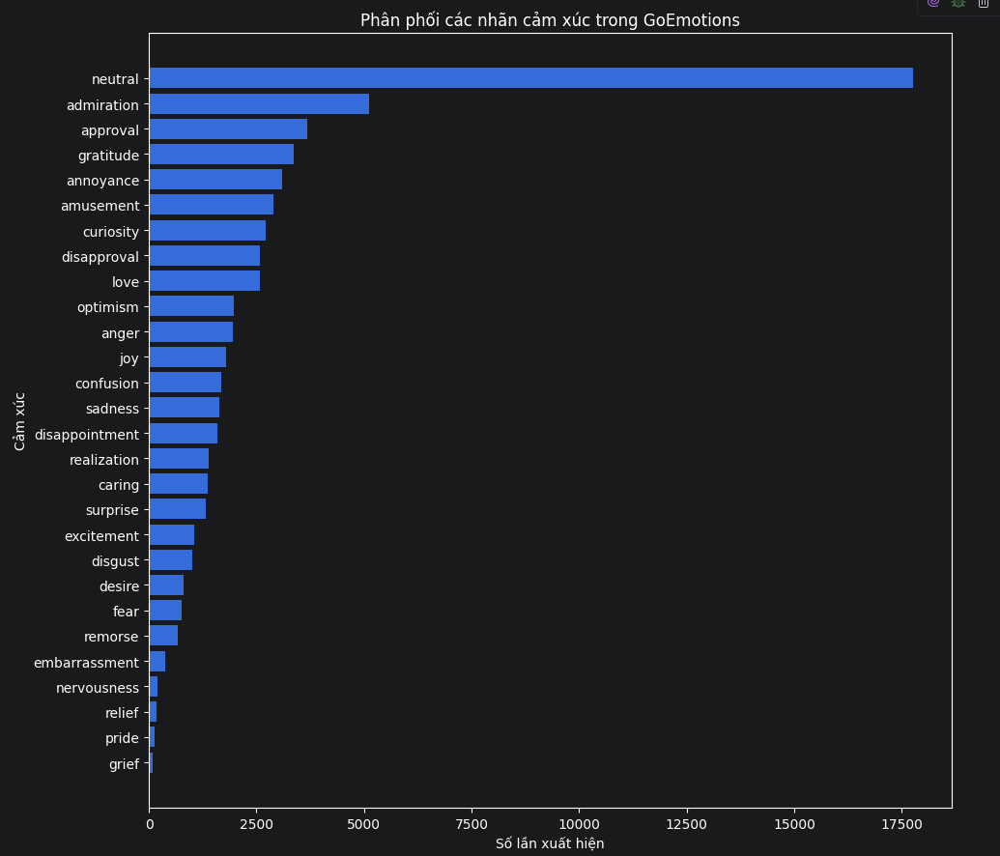 Phân phối các nhãn cảm xúc trong GoEmotions
neutral
admiration
approval
gratitude
annoyance
amusement
curiosity
disapproval
love
optimism
anger
joy
confusion
sadness
disappointment
realization
caring
surprise
excitement
disgust
desire
fear
remorse
embarrassment
nervousness
relief
pride
grief
Cảm xúc
0 2500 5000 7500 10000 12500 15000 17500
Số lần xuất hiện